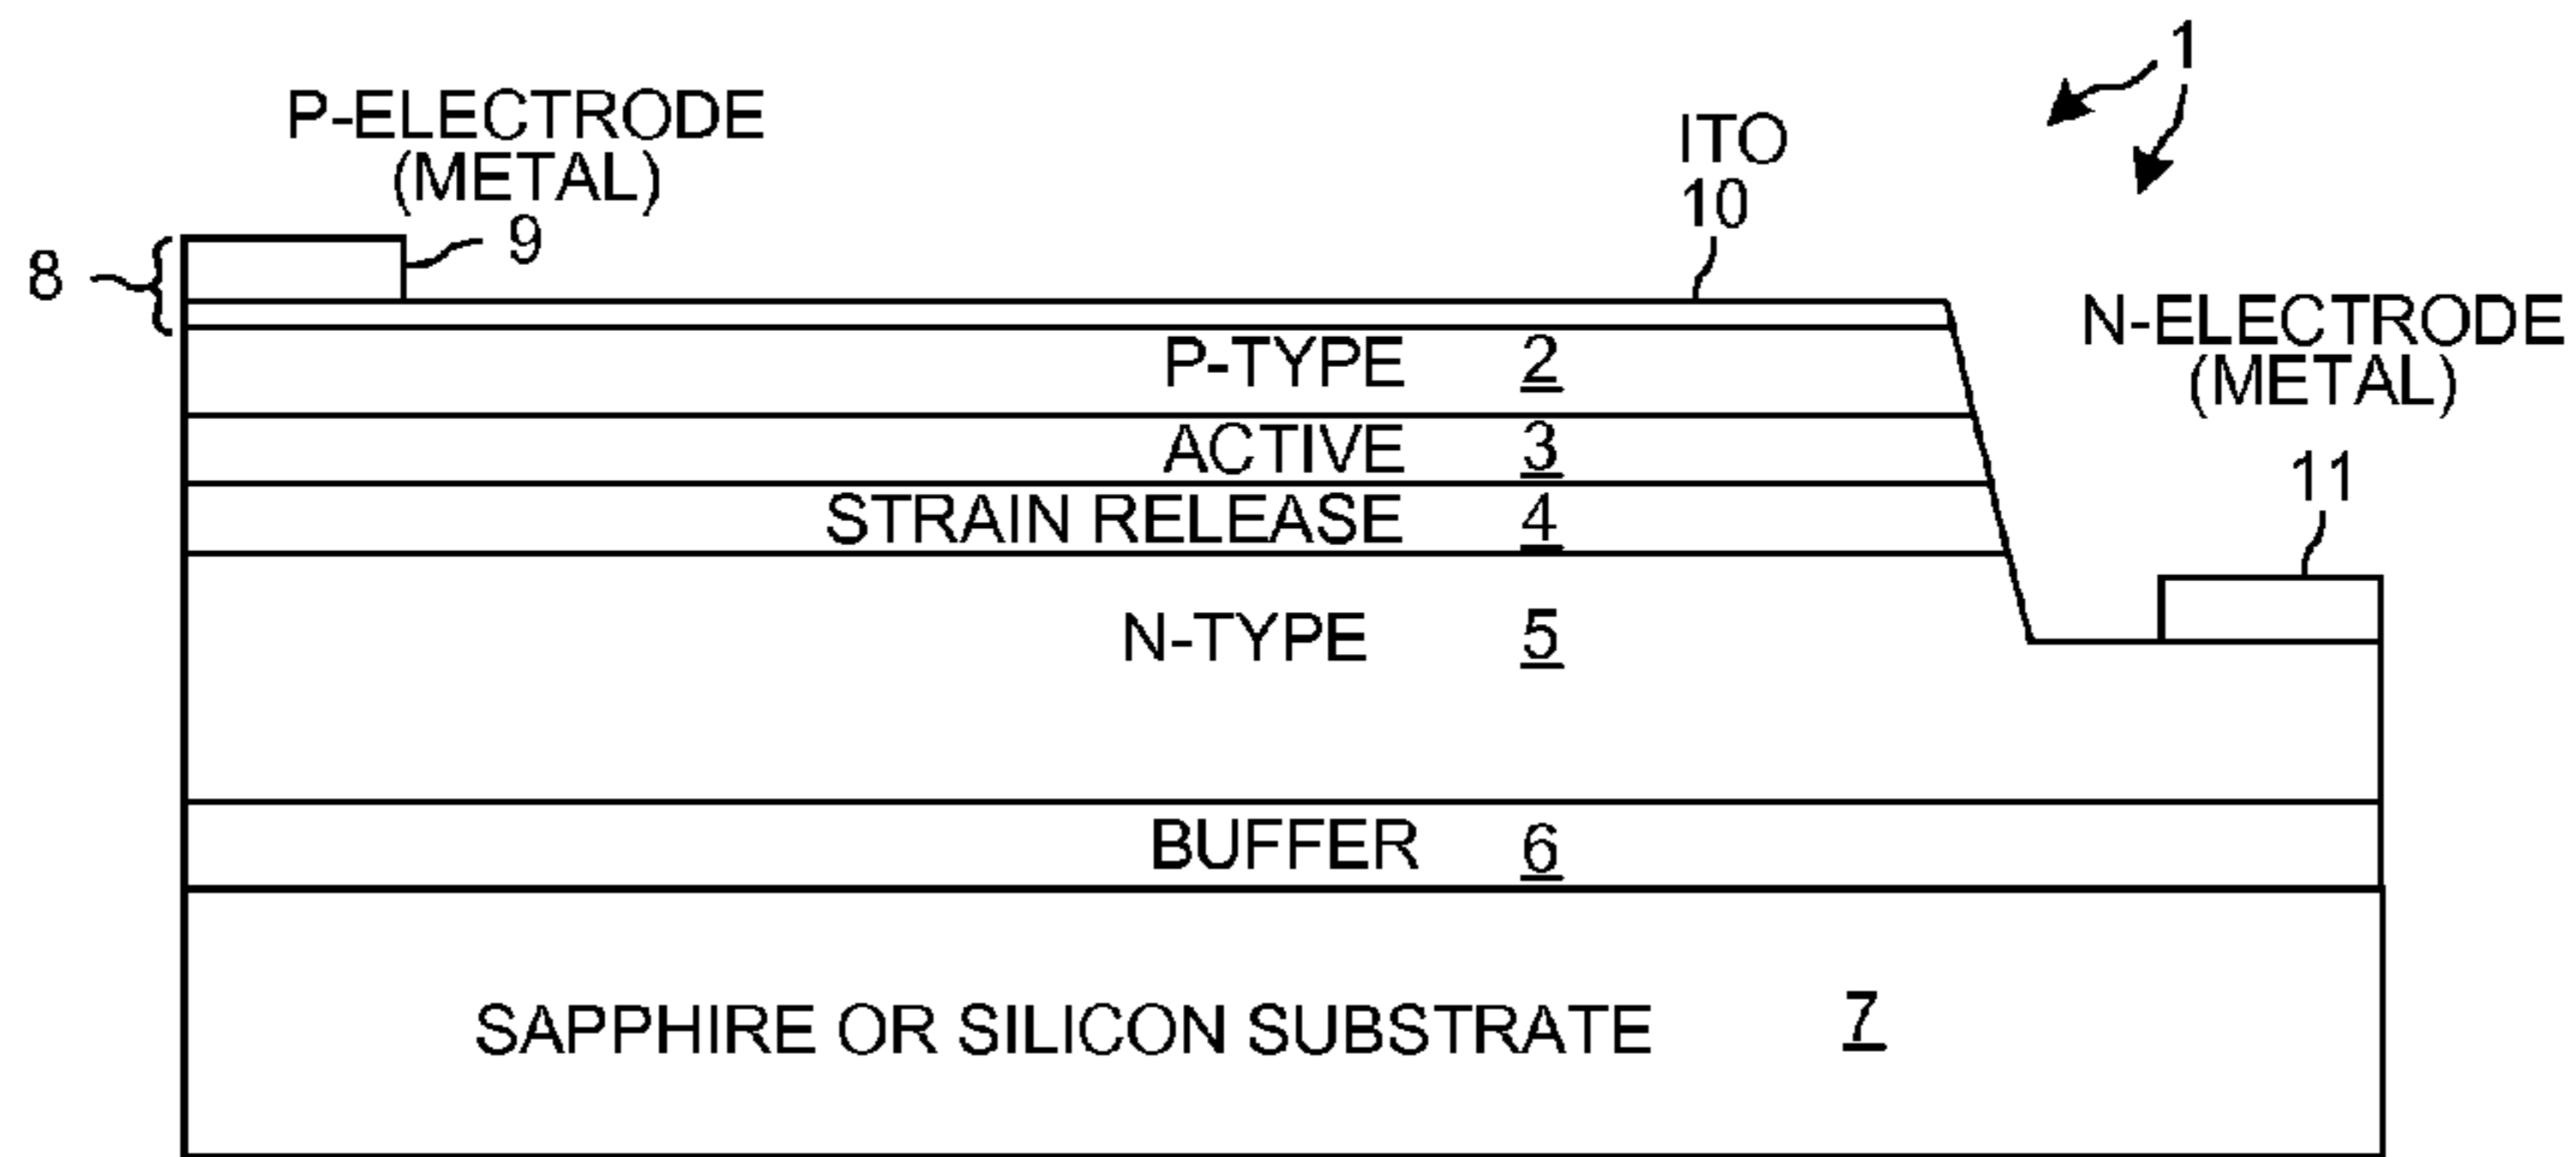 1
P-ELECTRODE
(METAL)
9
8
ITO
10
N-ELECTRODE
(METAL)
11
P-TYPE 2
ACTIVE 3
STRAIN RELEASE 4
N-TYPE 5
BUFFER 6
SAPPHIRE OR SILICON SUBSTRATE 7